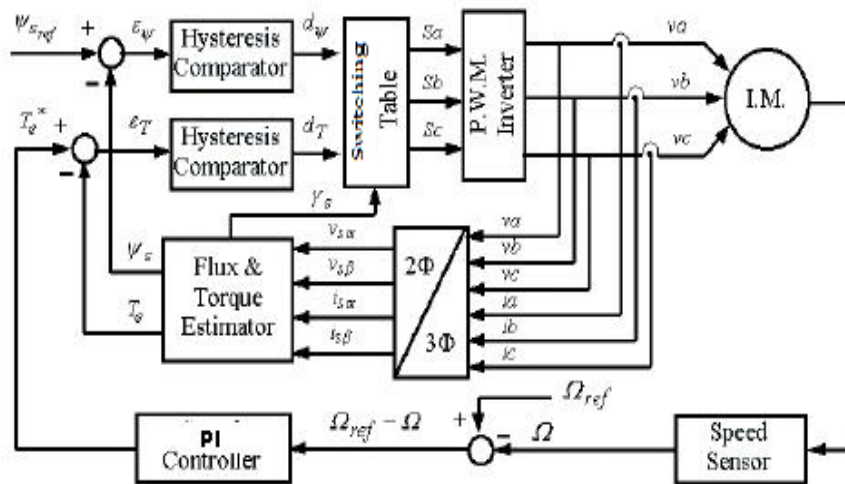 ψs_ref + εψ Hysteresis Comparator dψ Switching Table Sa Sb Sc P.W.M. Inverter va vb vc I.M.
−
Te* + εT Hysteresis Comparator dT
−
γs
ψs Te Flux & Torque Estimator vsα vsβ isα isβ 2Φ 3Φ va vb vc ia ib ic
Ωref
PI Controller Ωref − Ω + − Ω Speed Sensor